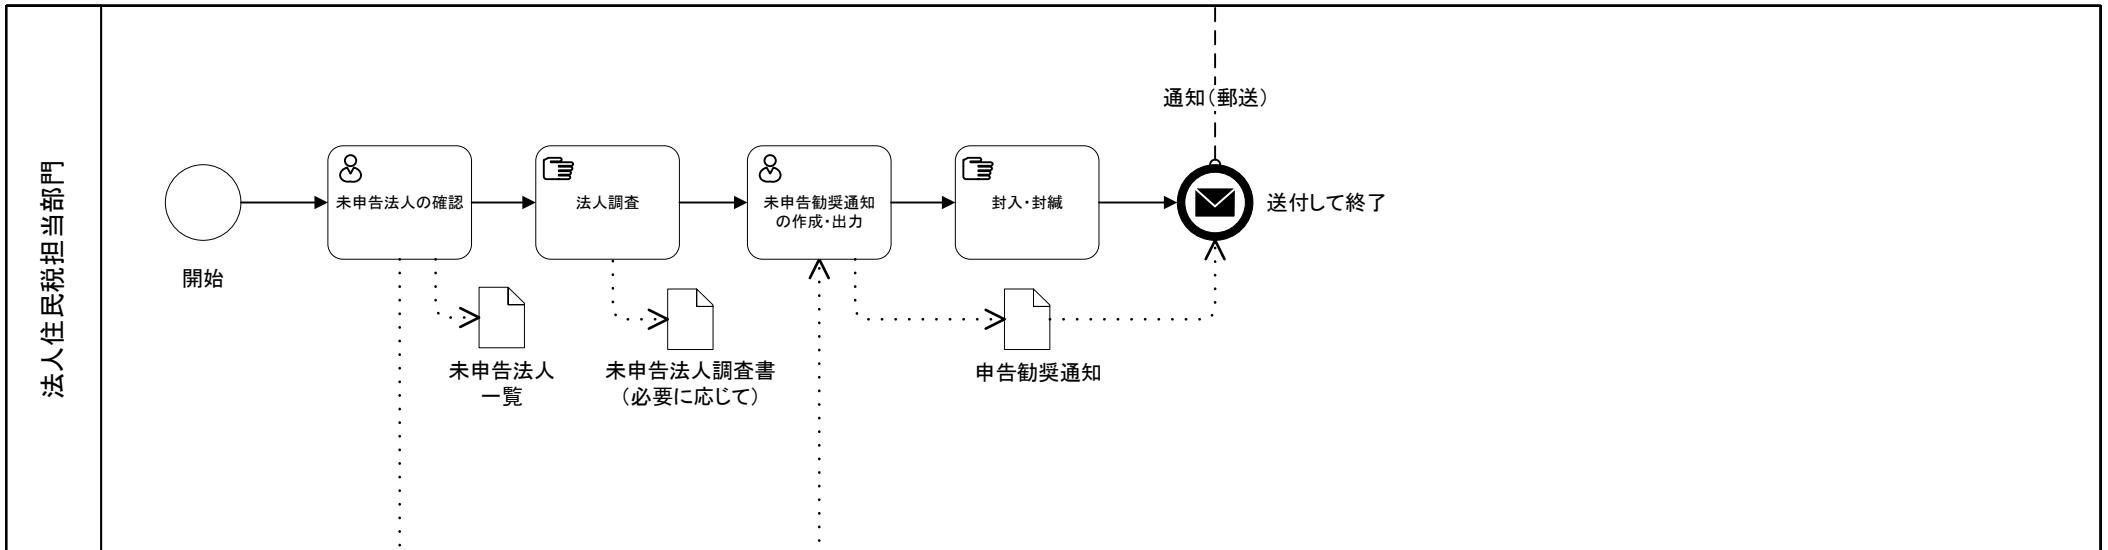 法人住民税担当部門
通知（郵送）
開始
未申告法人の確認
法人調査
未申告勧奨通知
の作成・出力
封入・封緘
送付して終了
未申告法人
一覧
未申告法人調査書
（必要に応じて）
申告勧奨通知